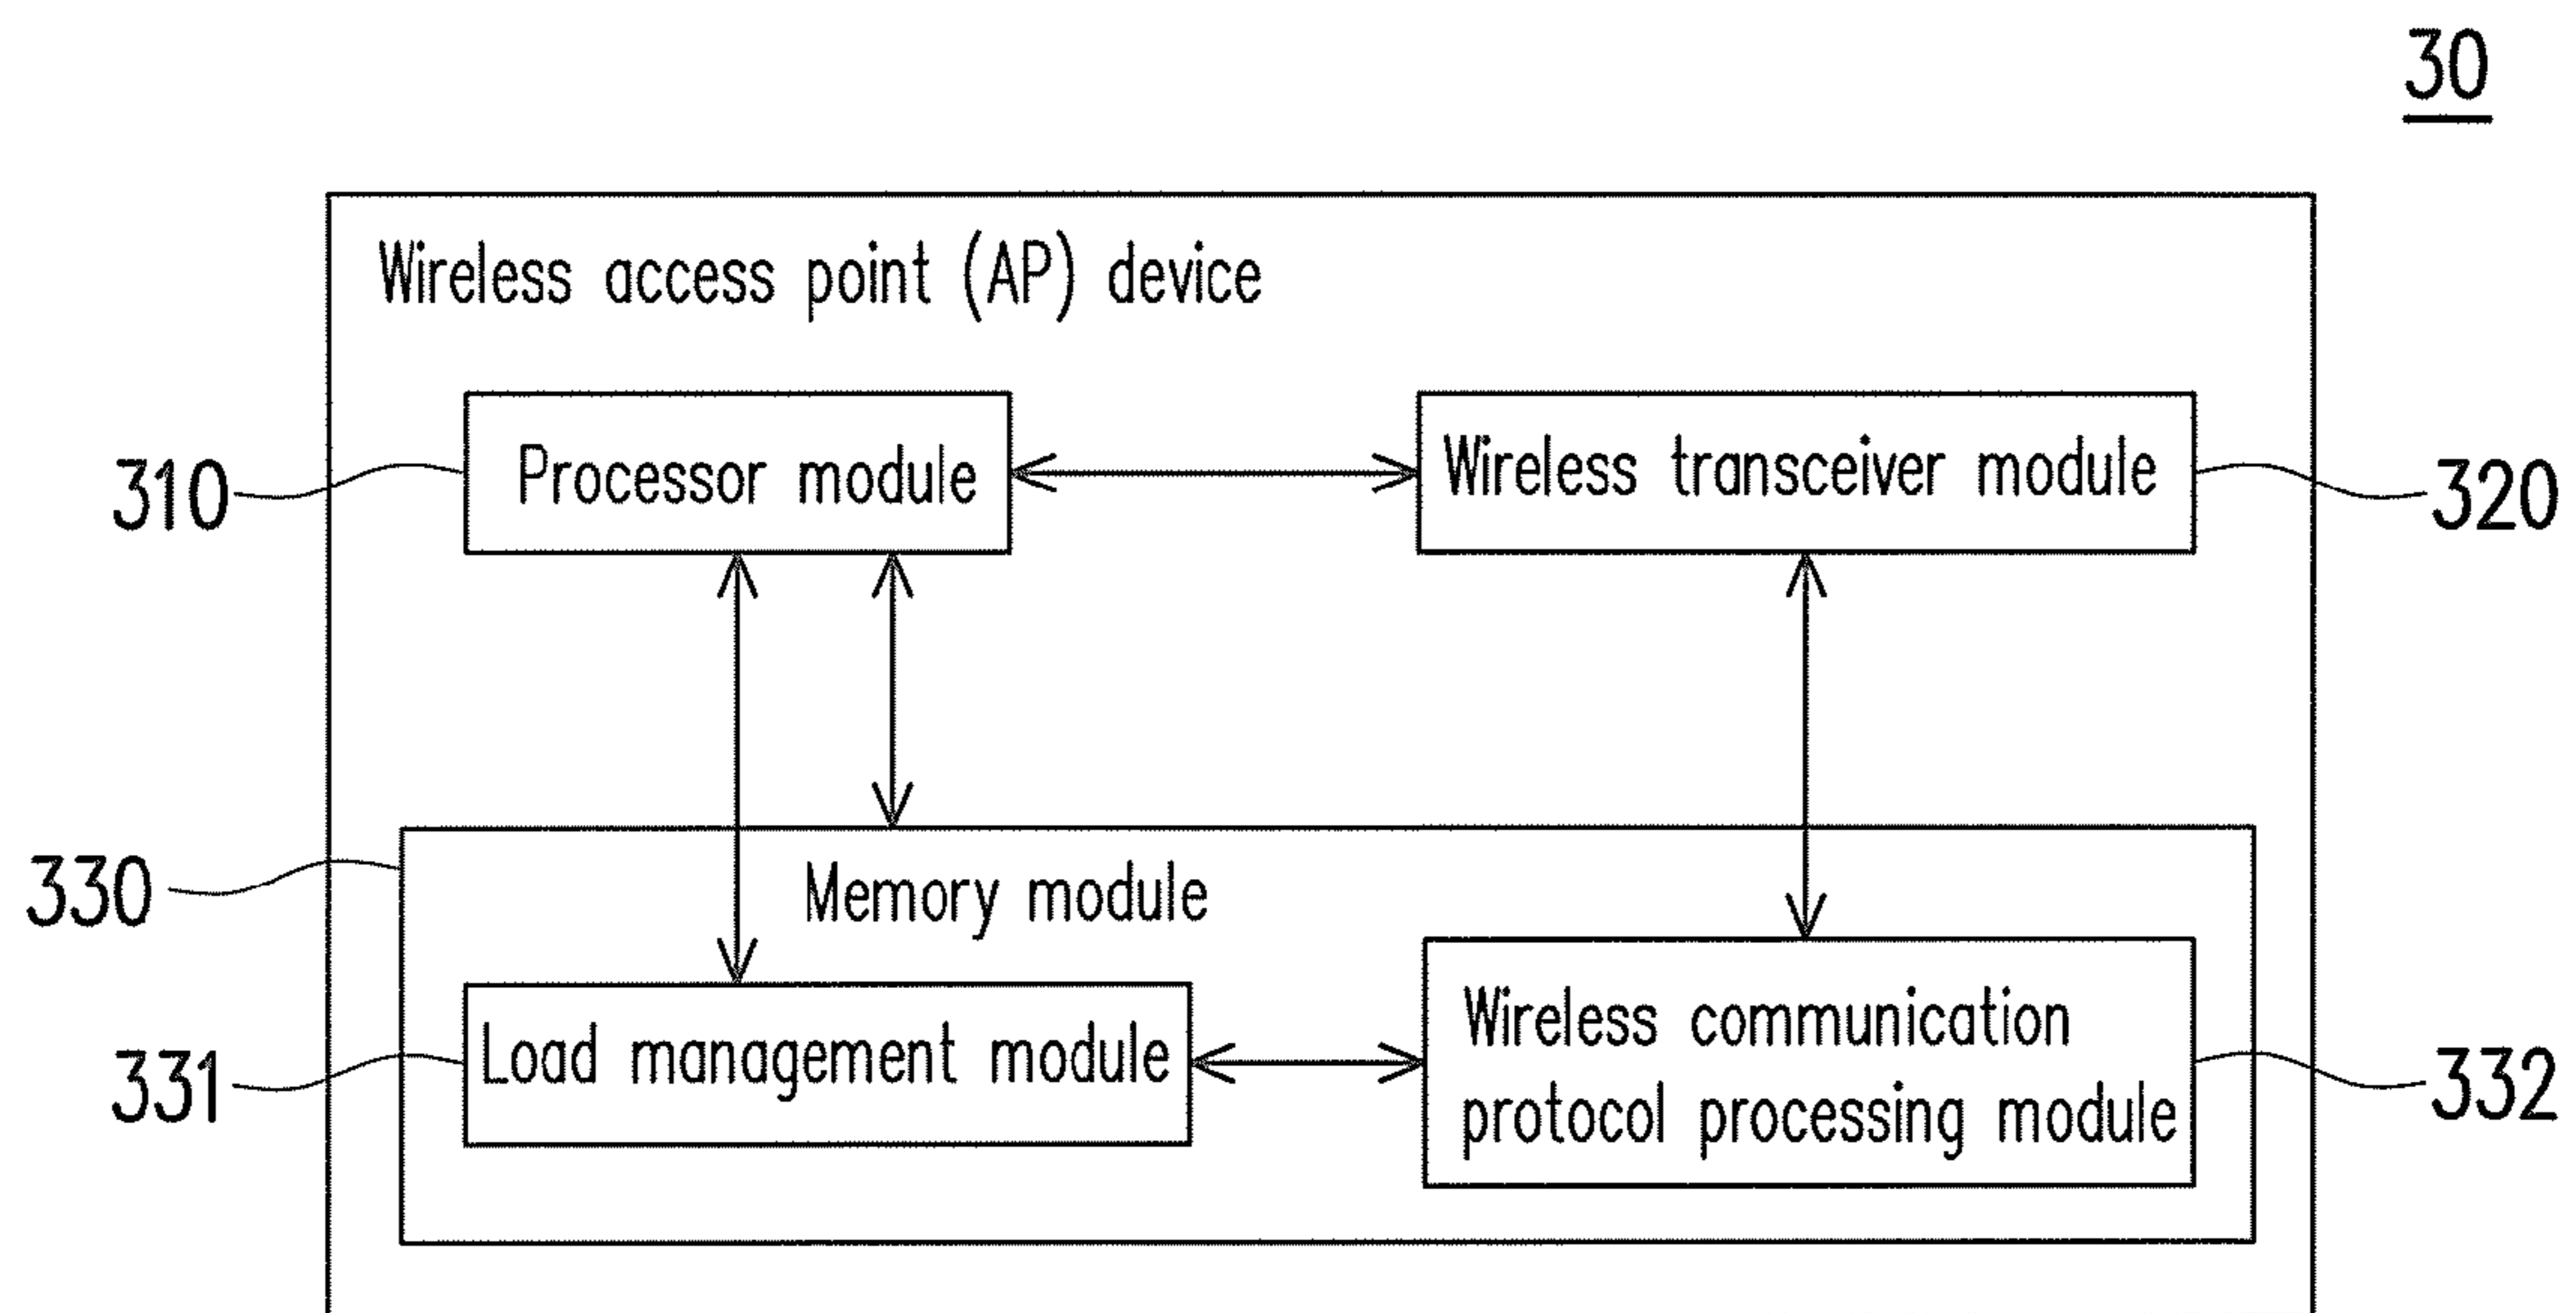 30
Wireless access point (AP) device
310
Processor module
Wireless transceiver module
320
330
Memory module
331
Load management module
Wireless communication
protocol processing module
332